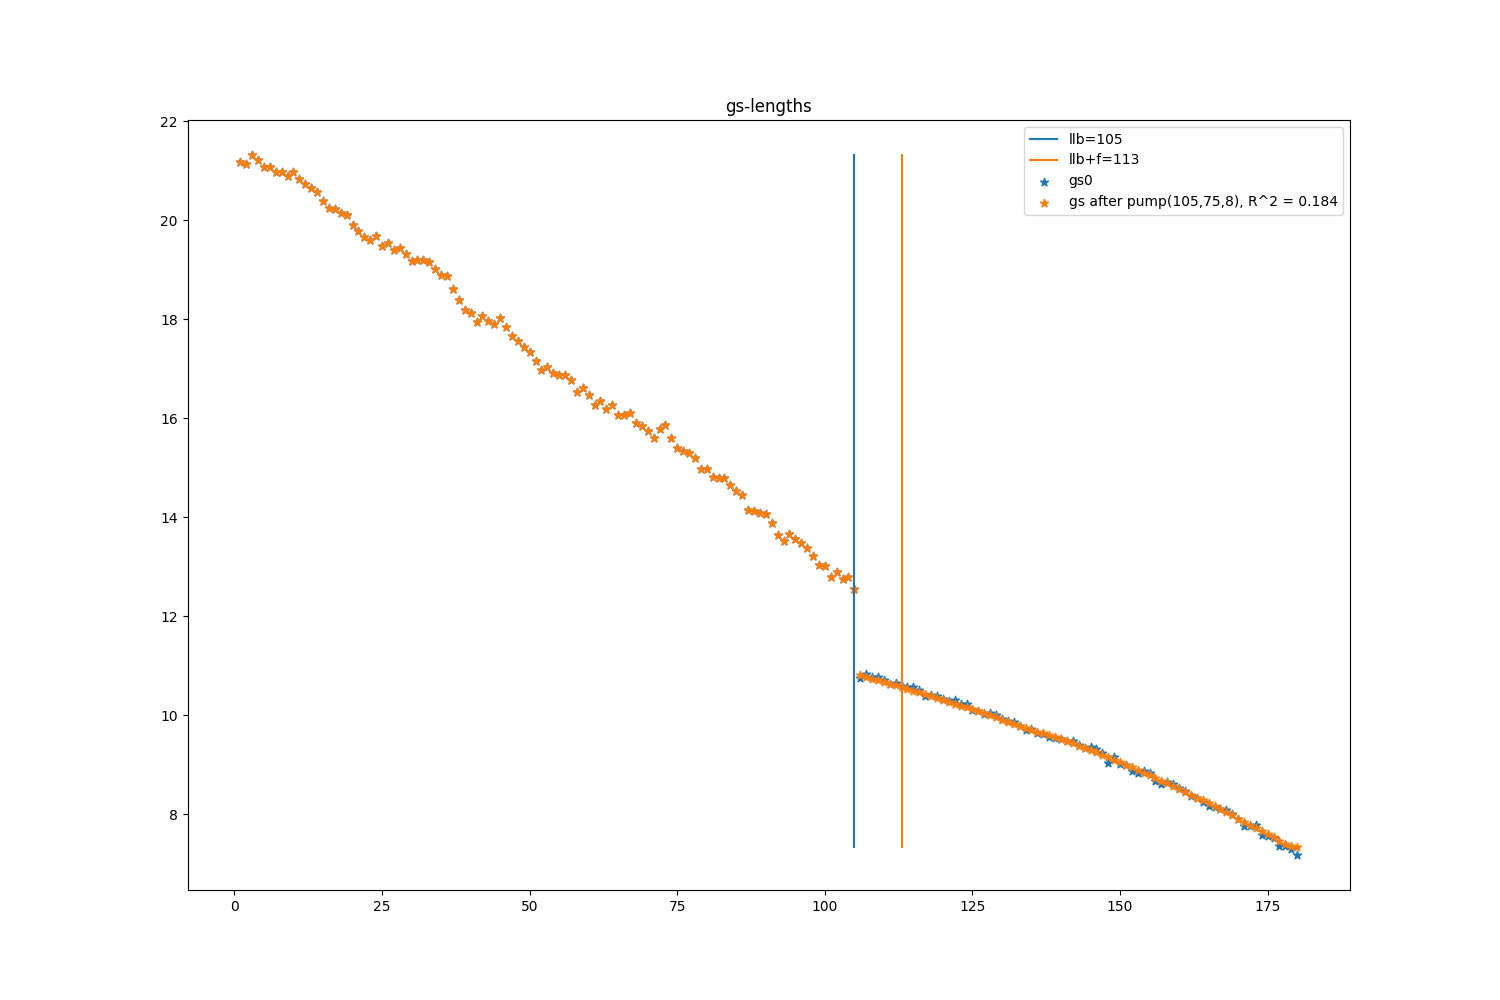 gs-lengths
llb=105
llb+f=113
gs0
gs after pump(105,75,8), R^2 = 0.184
22
20
18
16
14
12
10
8
0 25 50 75 100 125 150 175